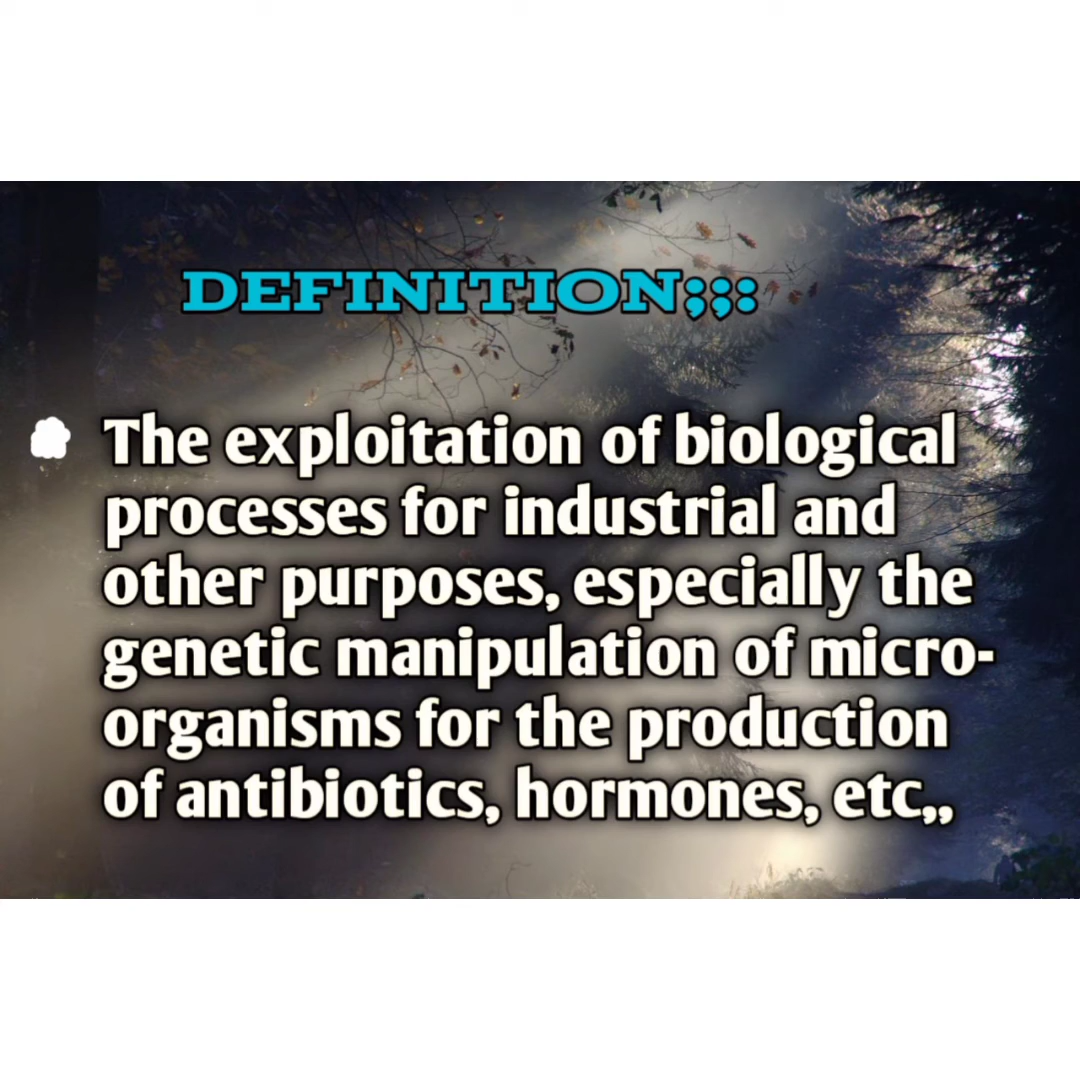 DEFINITION;;:
The exploitation of biological
processes for industrial and
other purposes, especially the
genetic manipulation of micro-
organisms for the production
of antibiotics, hormones, etc,,